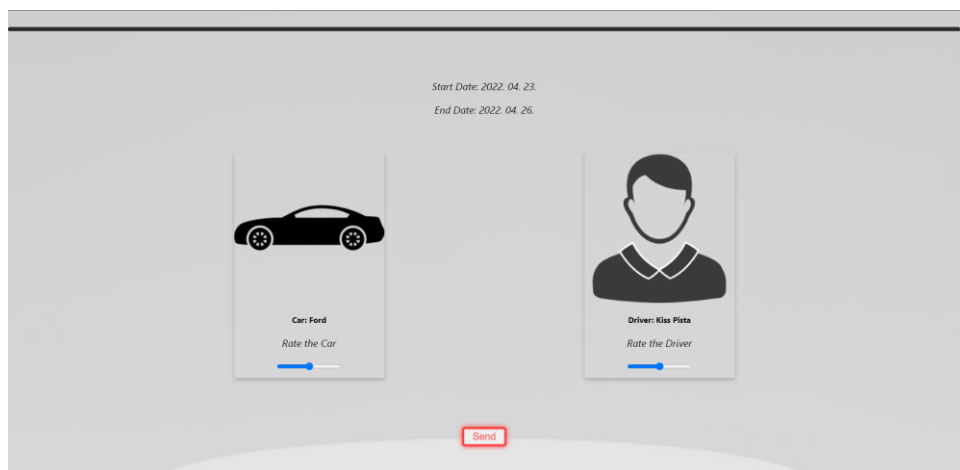 Start Date: 2022. 04. 23.
End Date: 2022. 04. 26.
Car: Ford
Rate the Car
Driver: Kiss Pista
Rate the Driver
Send